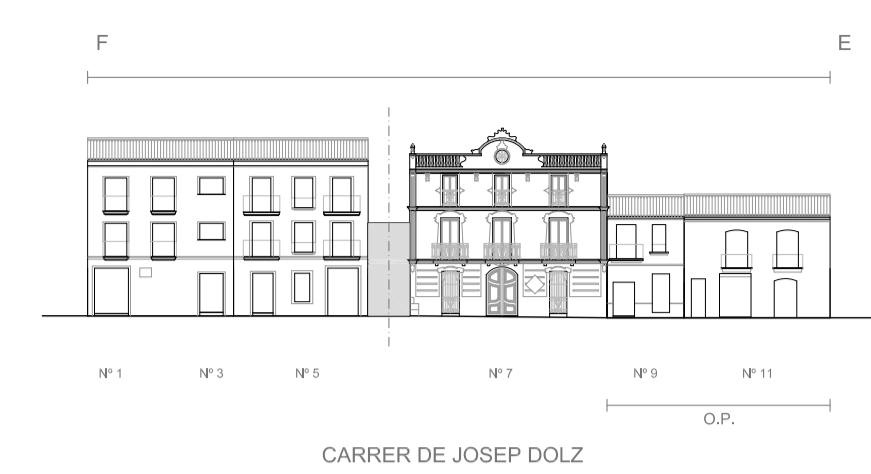 F E
Nº 1 Nº 3 Nº 5 Nº 7 Nº 9 Nº 11
O.P.
CARRER DE JOSEP DOLZ